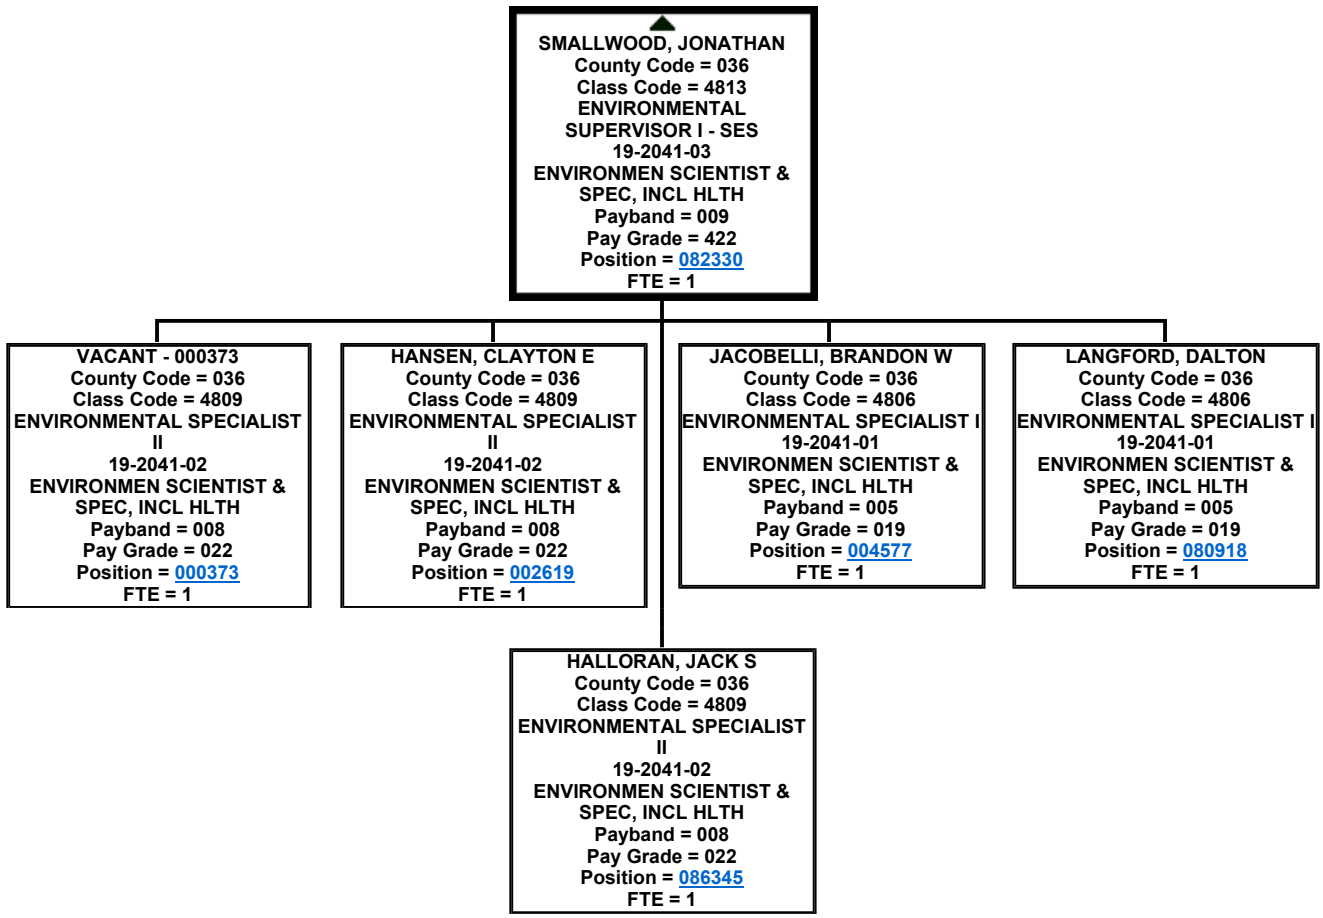 SMALLWOOD, JONATHAN
County Code = 036
Class Code = 4813
ENVIRONMENTAL
SUPERVISOR I - SES
19-2041-03
ENVIRONMEN SCIENTIST &
SPEC, INCL HLTH
Payband = 009
Pay Grade = 422
Position = 082330
FTE = 1
VACANT - 000373
County Code = 036
Class Code = 4809
ENVIRONMENTAL SPECIALIST
II
19-2041-02
ENVIRONMEN SCIENTIST &
SPEC, INCL HLTH
Payband = 008
Pay Grade = 022
Position = 000373
FTE = 1
HANSEN, CLAYTON E
County Code = 036
Class Code = 4809
ENVIRONMENTAL SPECIALIST
II
19-2041-02
ENVIRONMEN SCIENTIST &
SPEC, INCL HLTH
Payband = 008
Pay Grade = 022
Position = 002619
FTE = 1
JACOBELLI, BRANDON W
County Code = 036
Class Code = 4806
ENVIRONMENTAL SPECIALIST I
19-2041-01
ENVIRONMEN SCIENTIST &
SPEC, INCL HLTH
Payband = 005
Pay Grade = 019
Position = 004577
FTE = 1
LANGFORD, DALTON
County Code = 036
Class Code = 4806
ENVIRONMENTAL SPECIALIST I
19-2041-01
ENVIRONMEN SCIENTIST &
SPEC, INCL HLTH
Payband = 005
Pay Grade = 019
Position = 080918
FTE = 1
HALLORAN, JACK S
County Code = 036
Class Code = 4809
ENVIRONMENTAL SPECIALIST
II
19-2041-02
ENVIRONMEN SCIENTIST &
SPEC, INCL HLTH
Payband = 008
Pay Grade = 022
Position = 086345
FTE = 1